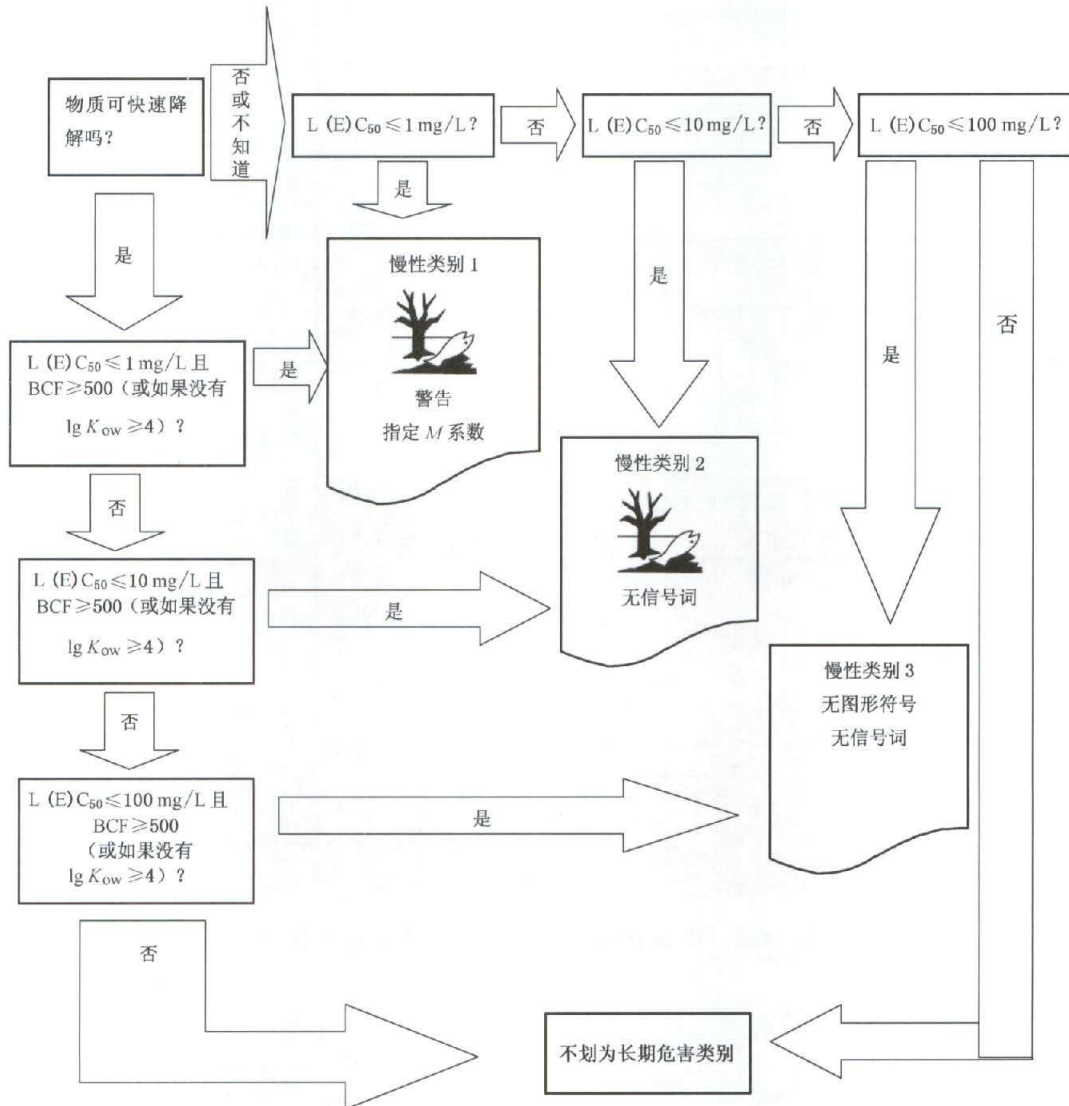 物质可快速降
解吗?
否或不知道
L (E)C₅₀≤1 mg/L?
否
L (E)C₅₀≤10 mg/L?
否
L (E)C₅₀≤100 mg/L?
是
是
是
是
否
慢性类别 1
警告
指定 M 系数
L (E)C₅₀≤1 mg/L 且
BCF≥500(或如果没有
lg K_OW≥4)?
是
否
慢性类别 2
无信号词
L (E)C₅₀≤10 mg/L 且
BCF≥500(或如果没有
lg K_OW≥4)?
是
否
慢性类别 3
无图形符号
无信号词
L (E)C₅₀≤100 mg/L 且
BCF≥500
(或如果没有
lg K_OW≥4)?
是
否
不划为长期危害类别